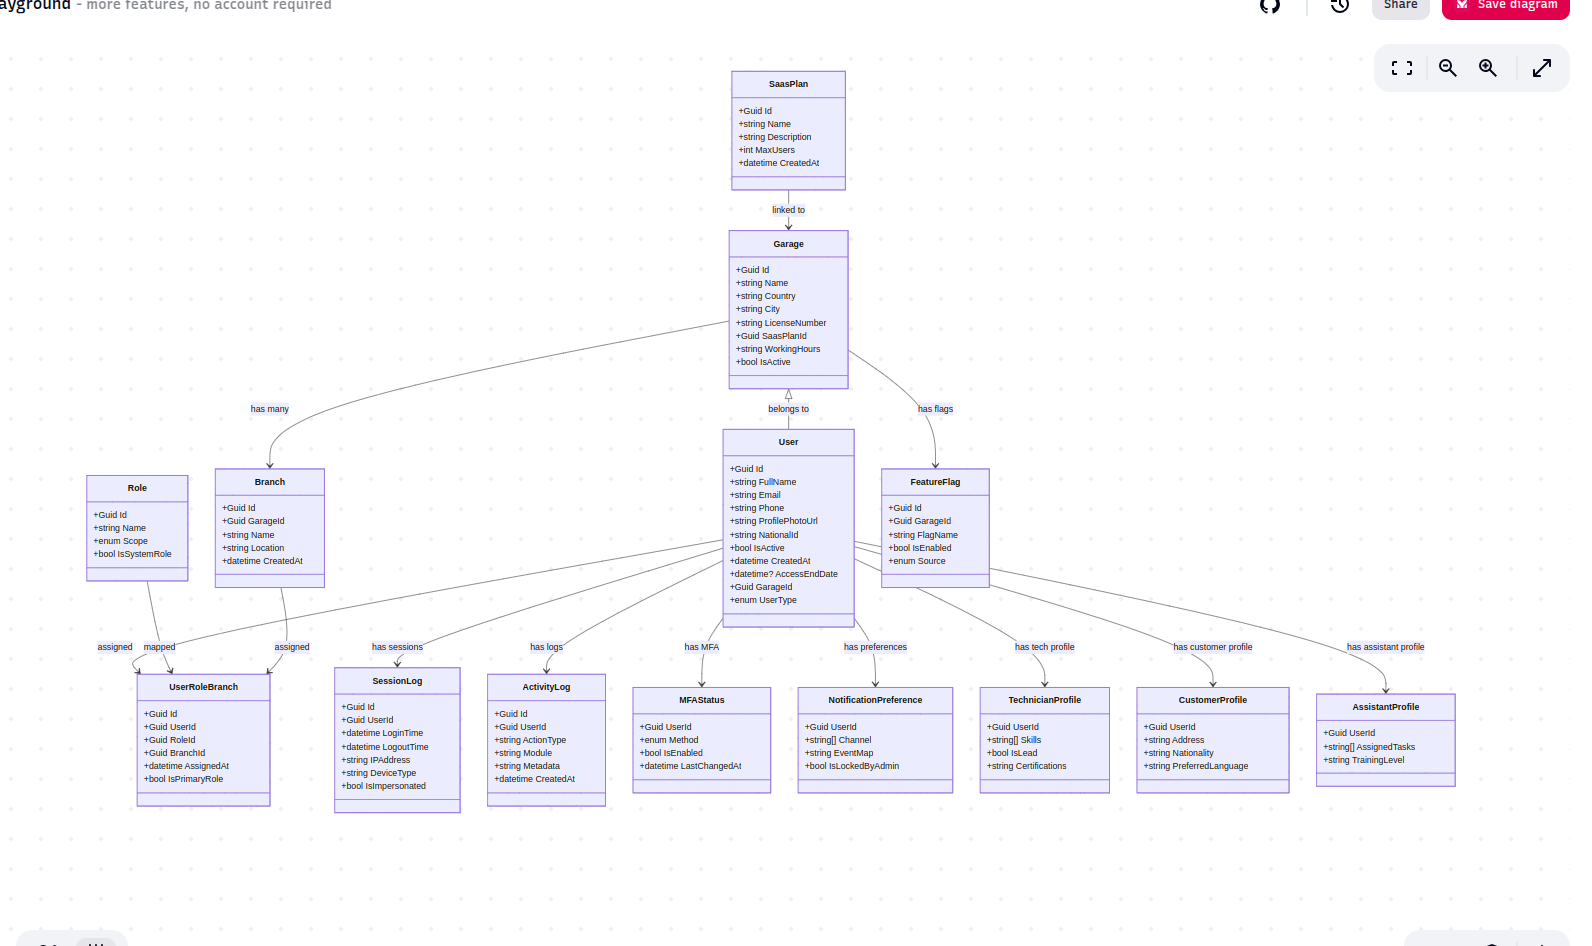 ayground - more features, no account required
Share
Save diagram
SaasPlan
+Guid Id
+string Name
+string Description
+int MaxUsers
+datetime CreatedAt
linked to
Garage
+Guid Id
+string Name
+string Country
+string City
+string LicenseNumber
+Guid SaasPlanId
+string WorkingHours
+bool IsActive
has many
belongs to
has flags
Role
+Guid Id
+string Name
+enum Scope
+bool IsSystemRole
Branch
+Guid Id
+Guid GarageId
+string Name
+string Location
+datetime CreatedAt
User
+Guid Id
+string FullName
+string Email
+string Phone
+string ProfilePhotoUrl
+string NationalId
+bool IsActive
+datetime CreatedAt
+datetime? AccessEndDate
+Guid GarageId
+enum UserType
FeatureFlag
+Guid Id
+Guid GarageId
+string FlagName
+bool IsEnabled
+enum Source
assigned
mapped
assigned
has sessions
has logs
has MFA
has preferences
has tech profile
has customer profile
has assistant profile
UserRoleBranch
+Guid Id
+Guid UserId
+Guid RoleId
+Guid BranchId
+datetime AssignedAt
+bool IsPrimaryRole
SessionLog
+Guid Id
+Guid UserId
+datetime LoginTime
+datetime LogoutTime
+string IPAddress
+string DeviceType
+bool IsImpersonated
ActivityLog
+Guid Id
+Guid UserId
+string ActionType
+string Module
+string Metadata
+datetime CreatedAt
MFAStatus
+Guid UserId
+enum Method
+bool IsEnabled
+datetime LastChangedAt
NotificationPreference
+Guid UserId
+string[] Channel
+string EventMap
+bool IsLockedByAdmin
TechnicianProfile
+Guid UserId
+string[] Skills
+bool IsLead
+string Certifications
CustomerProfile
+Guid UserId
+string Address
+string Nationality
+string PreferredLanguage
AssistantProfile
+Guid UserId
+string[] AssignedTasks
+string TrainingLevel